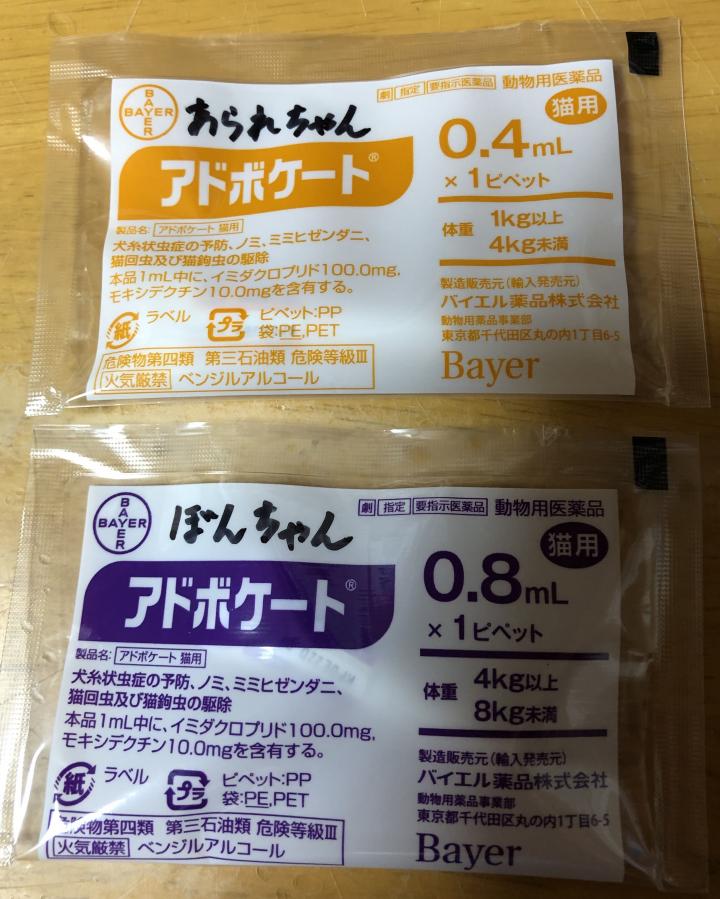 BAYER
BAYER
あられちゃん
劇 指定 要指示医薬品 動物用医薬品
猫用
アドボケート®
0.4mL
×1ピペット
体重 1kg以上
4kg未満
製品名: アドボケート 猫用
犬糸状虫症の予防、ノミ、ミミヒゼンダニ、
猫回虫及び猫鉤虫の駆除
本品1mL中に、イミダクロプリド100.0mg,
モキシデクチン10.0mgを含有する。
紙 ラベル プラ ピペット:PP
袋:PE,PET
危険物第四類 第三石油類 危険等級Ⅲ
火気厳禁 ベンジルアルコール
製造販売元(輸入発売元)
バイエル薬品株式会社
動物用薬品事業部
東京都千代田区丸の内1丁目6-5
Bayer
BAYER
BAYER
ぼんちゃん
劇 指定 要指示医薬品 動物用医薬品
猫用
アドボケート®
0.8mL
×1ピペット
体重 4kg以上
8kg未満
製品名: アドボケート 猫用
犬糸状虫症の予防、ノミ、ミミヒゼンダニ、
猫回虫及び猫鉤虫の駆除
本品1mL中に、イミダクロプリド100.0mg,
モキシデクチン10.0mgを含有する。
紙 ラベル プラ ピペット:PP
袋:PE,PET
危険物第四類 第三石油類 危険等級Ⅲ
火気厳禁 ベンジルアルコール
製造販売元(輸入発売元)
バイエル薬品株式会社
動物用薬品事業部
東京都千代田区丸の内1丁目6-5
Bayer